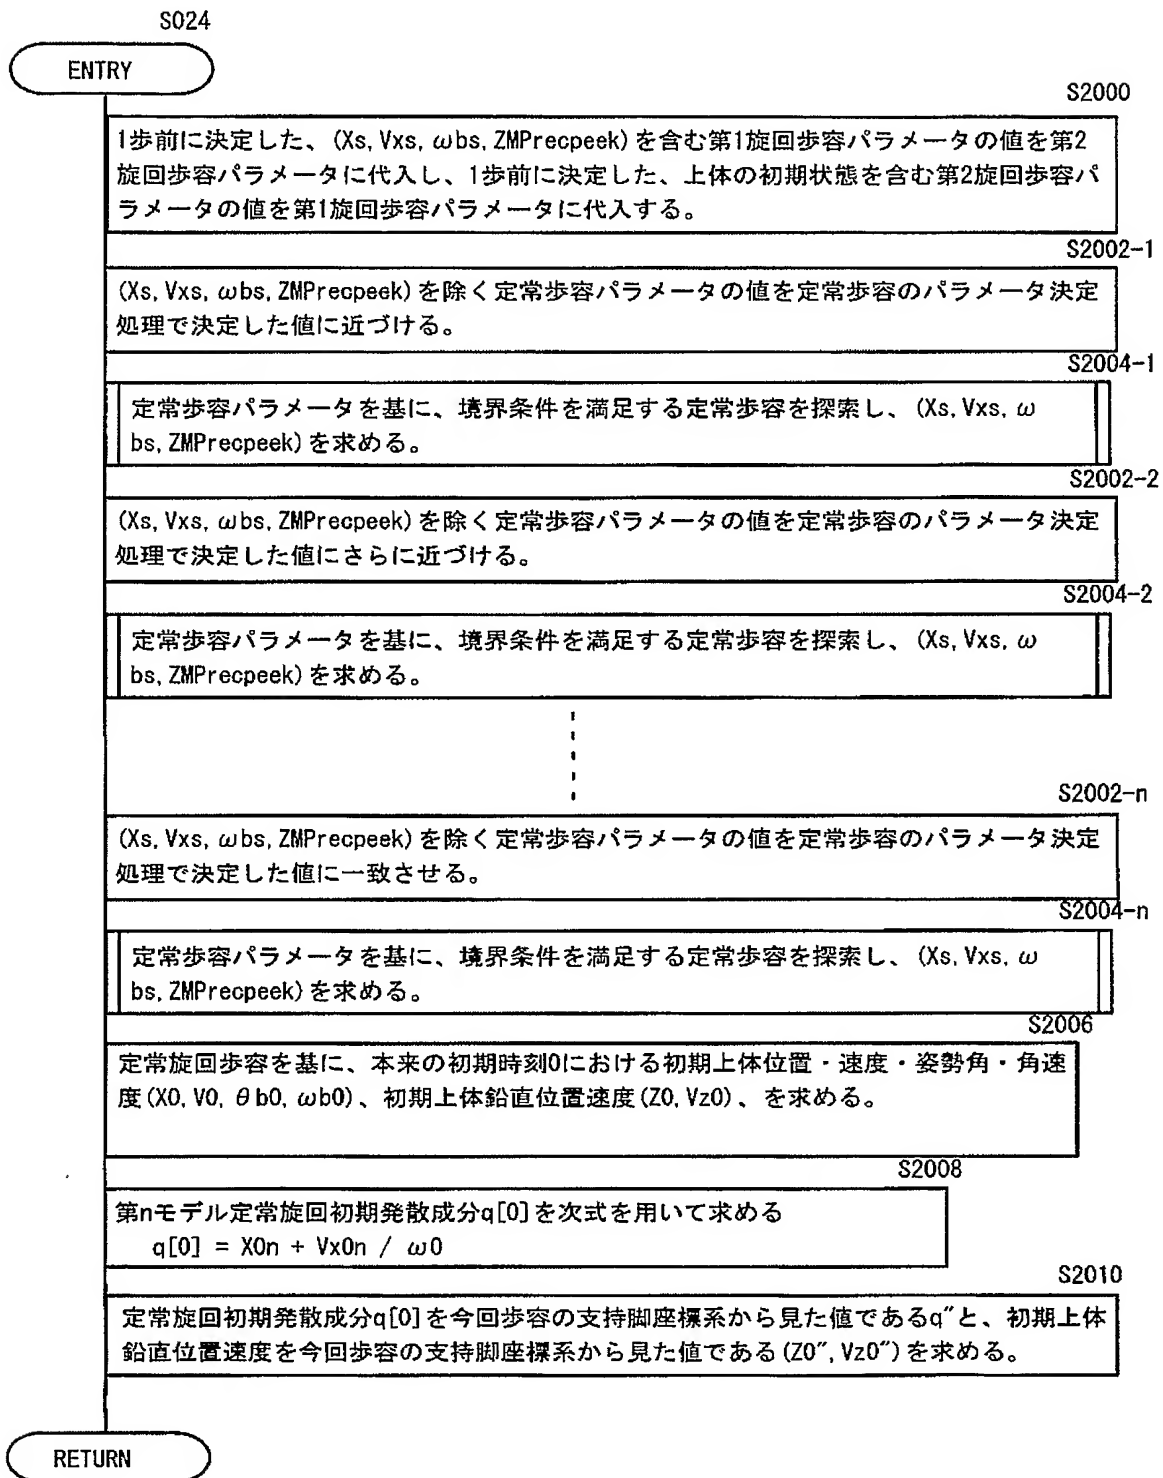 S024
ENTRY
S2000
1歩前に決定した、(Xs, Vxs, ωbs, ZMPrecpeek)を含む第1旋回歩容パラメータの値を第2
旋回歩容パラメータに代入し、1歩前に決定した、上体の初期状態を含む第2旋回歩容パ
ラメータの値を第1旋回歩容パラメータに代入する。
S2002-1
(Xs, Vxs, ωbs, ZMPrecpeek)を除く定常歩容パラメータの値を定常歩容のパラメータ決定
処理で決定した値に近づける。
S2004-1
定常歩容パラメータを基に、境界条件を満足する定常歩容を探索し、(Xs, Vxs, ω
bs, ZMPrecpeek)を求める。
S2002-2
(Xs, Vxs, ωbs, ZMPrecpeek)を除く定常歩容パラメータの値を定常歩容のパラメータ決定
処理で決定した値にさらに近づける。
S2004-2
定常歩容パラメータを基に、境界条件を満足する定常歩容を探索し、(Xs, Vxs, ω
bs, ZMPrecpeek)を求める。
S2002-n
(Xs, Vxs, ωbs, ZMPrecpeek)を除く定常歩容パラメータの値を定常歩容のパラメータ決定
処理で決定した値に一致させる。
S2004-n
定常歩容パラメータを基に、境界条件を満足する定常歩容を探索し、(Xs, Vxs, ω
bs, ZMPrecpeek)を求める。
S2006
定常旋回歩容を基に、本来の初期時刻0における初期上体位置・速度・姿勢角・角速
度(X0, V0, θb0, ωb0)、初期上体鉛直位置速度(Z0, Vz0)、を求める。
S2008
第nモデル定常旋回初期発散成分q[0]を次式を用いて求める
q[0] = X0n + Vx0n / ω0
S2010
定常旋回初期発散成分q[0]を今回歩容の支持脚座標系から見た値であるq″と、初期上体
鉛直位置速度を今回歩容の支持脚座標系から見た値である(Z0″, Vz0″)を求める。
RETURN